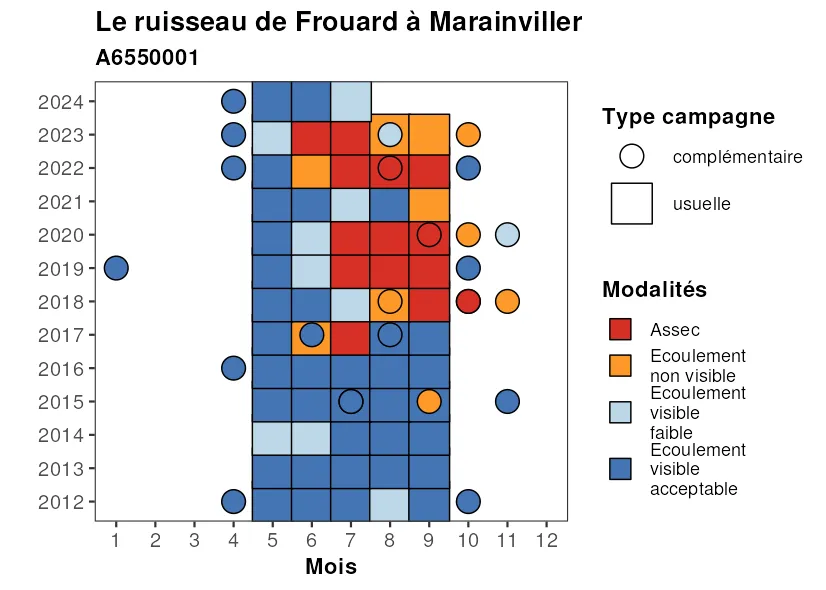 Le ruisseau de Frouard à Marainviller
A6550001
2024
2023
2022
2021
2020
2019
2018
2017
2016
2015
2014
2013
2012
1 2 3 4 5 6 7 8 9 10 11 12
Mois
Type campagne
complémentaire
usuelle
Modalités
Assec
Ecoulement
non visible
Ecoulement
visible
faible
Ecoulement
visible
acceptable